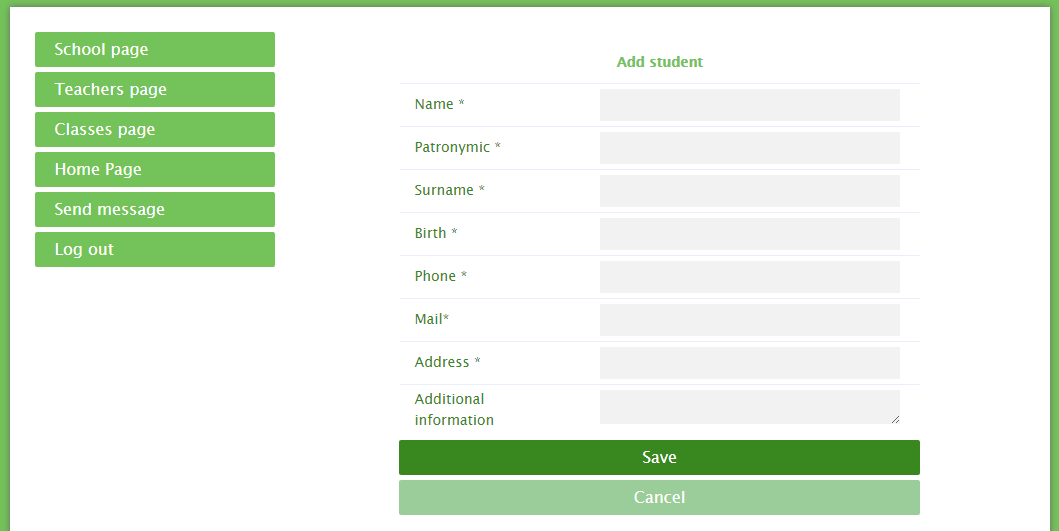 School page
Teachers page
Classes page
Home Page
Send message
Log out
Add student
Name *
Patronymic *
Surname *
Birth *
Phone *
Mail*
Address *
Additional
information
Save
Cancel